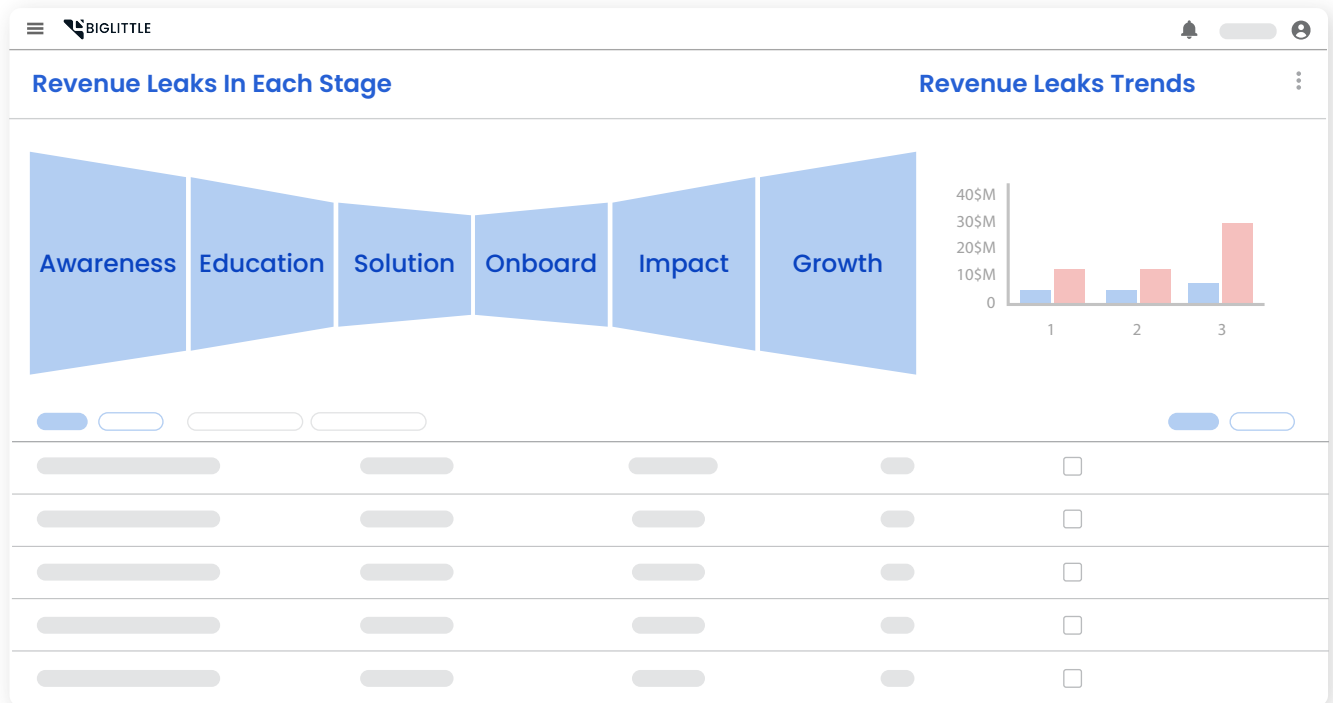 BIGLITTLE
Revenue Leaks In Each Stage
Revenue Leaks Trends
Awareness
Education
Solution
Onboard
Impact
Growth
40$M
30$M
20$M
10$M
0
1
2
3